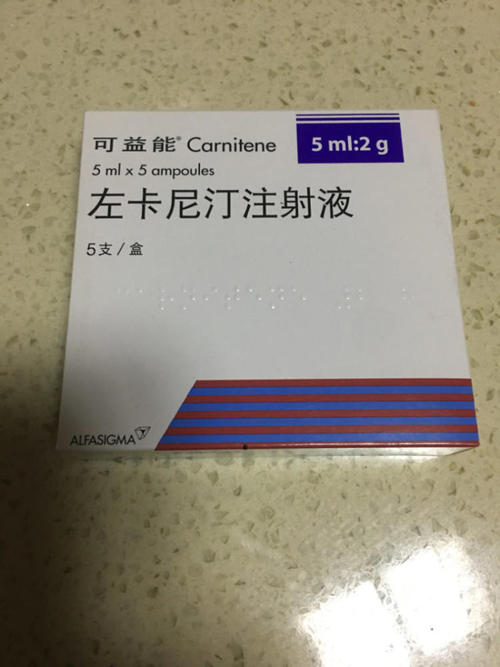 可益能® Carnitene
5 ml:2 g
5 ml x 5 ampoules
左卡尼汀注射液
5支/盒
ALFASIGMA